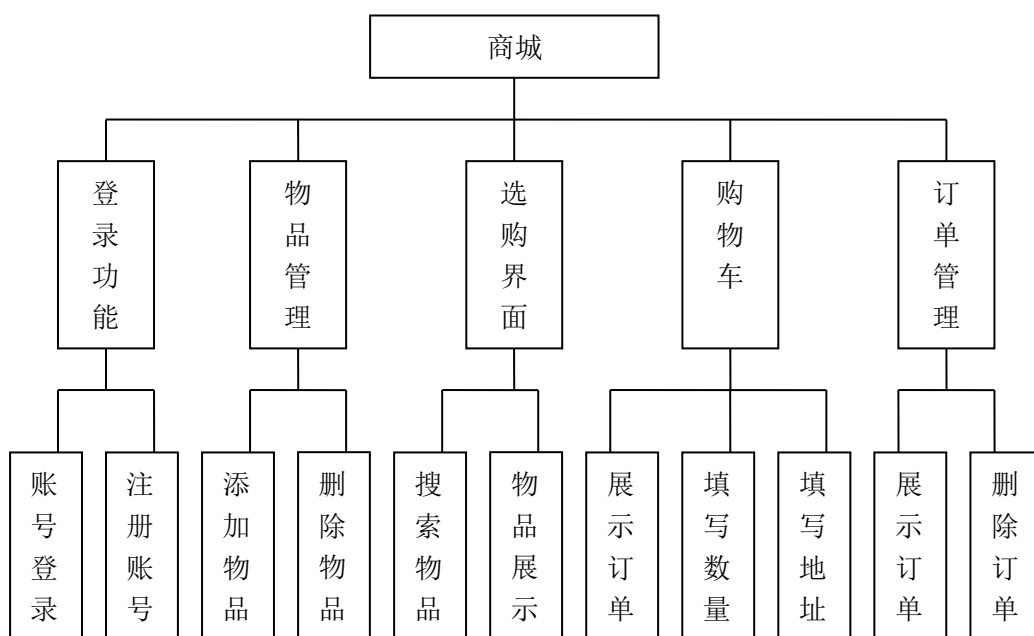 商城
登录功能
物品管理
选购界面
购物车
订单管理
账号登录
注册账号
添加物品
删除物品
搜索物品
物品展示
展示订单
填写数量
填写地址
展示订单
删除订单